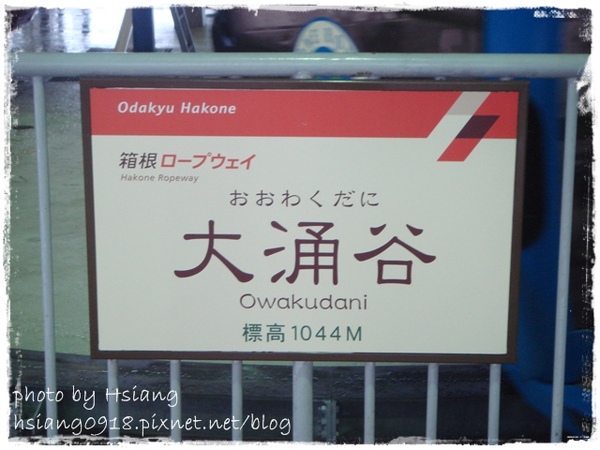 Odakyu Hakone
箱根ロープウェイ
Hakone Ropeway
おおわくだに
大涌谷
Owakudani
標高1044M
photo by Hsiang
hsiang0918.pixnet.net/blog